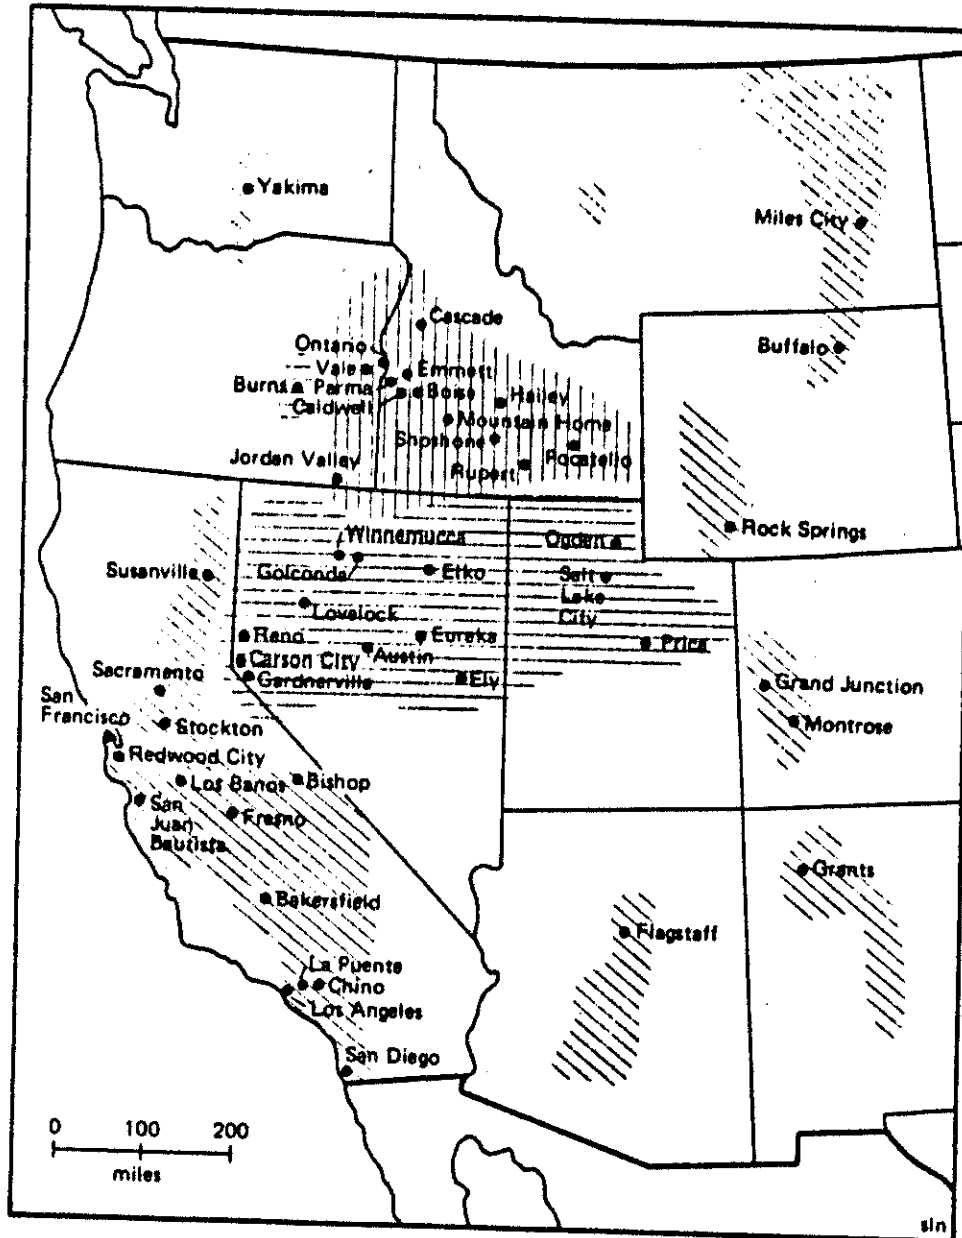 Yakima
Miles City
Cascade
Ontario
Vale
Emmett
Buffalo
Burns
Parma
Boise
Hailey
Caldwell
Mountain Home
Shoshone
Pocatello
Jordan Valley
Rupert
Rock Springs
Winnemucca
Ogden
Susanville
Golconda
Elko
Salt
Lake
City
Lovelock
Reno
Eureka
Price
Carson City
Austin
Sacramento
Gardnerville
Ely
Grand Junction
San
Francisco
Stockton
Montrose
Redwood City
Los Banos
Bishop
San
Juan
Bautista
Fresno
Grants
Bakersfield
Flagstaff
La Puente
Chino
Los Angeles
San Diego
0 100 200
miles
sln